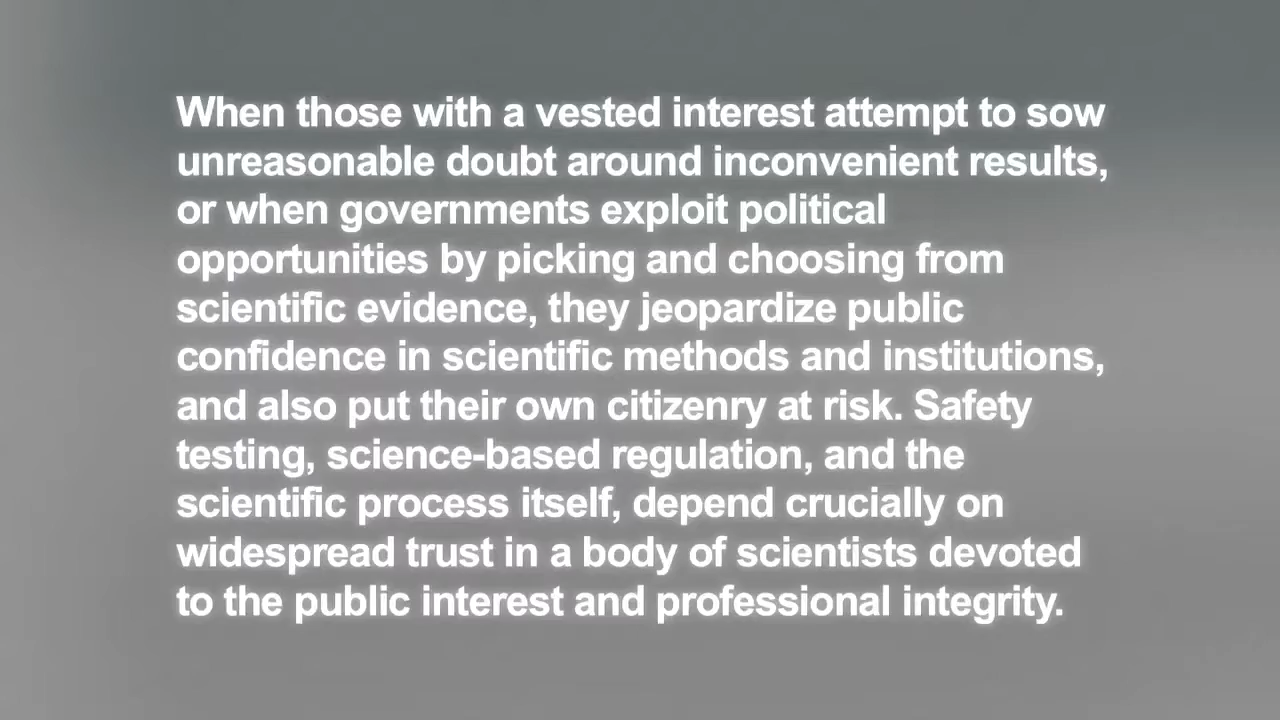 When those with a vested interest attempt to sow
unreasonable doubt around inconvenient results,
or when governments exploit political
opportunities by picking and choosing from
scientific evidence, they jeopardize public
confidence in scientific methods and institutions,
and also put their own citizenry at risk. Safety
testing, science-based regulation, and the
scientific process itself, depend crucially on
widespread trust in a body of scientists devoted
to the public interest and professional integrity.